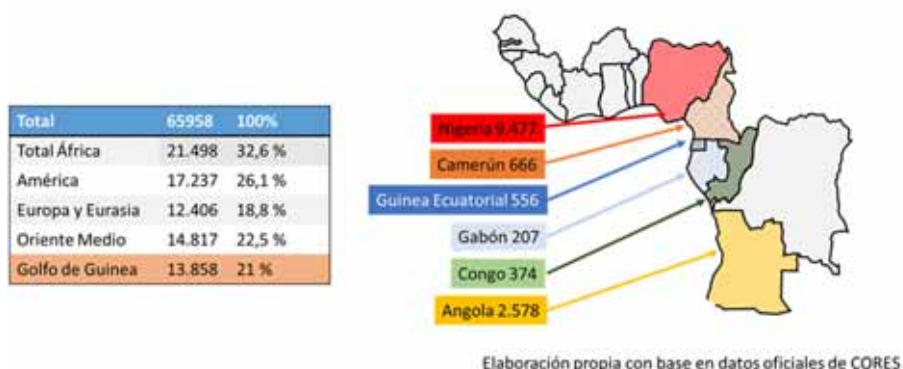 Total 65958 100%
Total África 21.498 32,6 %
América 17.237 26,1 %
Europa y Eurasia 12.406 18,8 %
Oriente Medio 14.817 22,5 %
Golfo de Guinea 13.858 21 %
Nigeria 9.477
Camerún 666
Guinea Ecuatorial 556
Gabón 207
Congo 374
Angola 2.578
Elaboración propia con base en datos oficiales de CORES